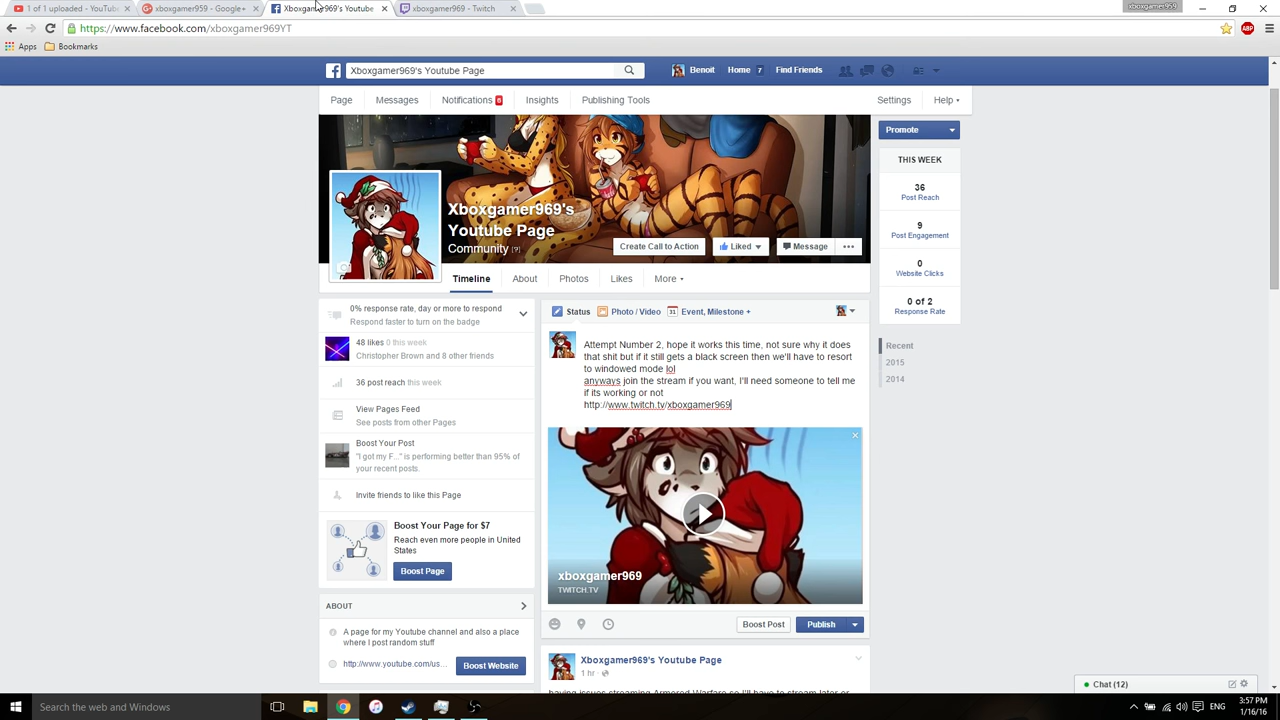 1 of 1 uploaded - YouTub
xboxgamer959 - Google+
Xboxgamer969's Youtube
xboxgamer969 - Twitch
xboxgamer959
https://www.facebook.com/xboxgamer969YT
Apps
Bookmarks
Xboxgamer969's Youtube Page
Benoit
Home 7
Find Friends
Page
Messages
Notifications 6
Insights
Publishing Tools
Settings
Help
Promote
THIS WEEK
36
Post Reach
9
Post Engagement
0
Website Clicks
0 of 2
Response Rate
Recent
2015
2014
Xboxgamer969's
Youtube Page
Community [?]
Create Call to Action
Liked
Message
Timeline
About
Photos
Likes
More
0% response rate, day or more to respond
Respond faster to turn on the badge
48 likes 0 this week
Christopher Brown and 8 other friends
36 post reach this week
View Pages Feed
See posts from other Pages
Boost Your Post
"I got my F..." is performing better than 95% of
your recent posts.
Invite friends to like this Page
Boost Your Page for $7
Reach even more people in United
States
Boost Page
ABOUT
A page for my Youtube channel and also a place
where I post random stuff
http://www.youtube.com/us...
Boost Website
Status
Photo / Video
31
Event, Milestone +
Attempt Number 2, hope it works this time, not sure why it does
that shit but if it still gets a black screen then we'll have to resort
to windowed mode lol
anyways join the stream if you want, I'll need someone to tell me
if its working or not
http://www.twitch.tv/xboxgamer969
xboxgamer969
TWITCH.TV
Boost Post
Publish
Xboxgamer969's Youtube Page
1 hr
having issues streaming Armored Warfare so I'll have to stream later or
Chat (12)
Search the web and Windows
ENG
3:57 PM
1/16/16
ABP